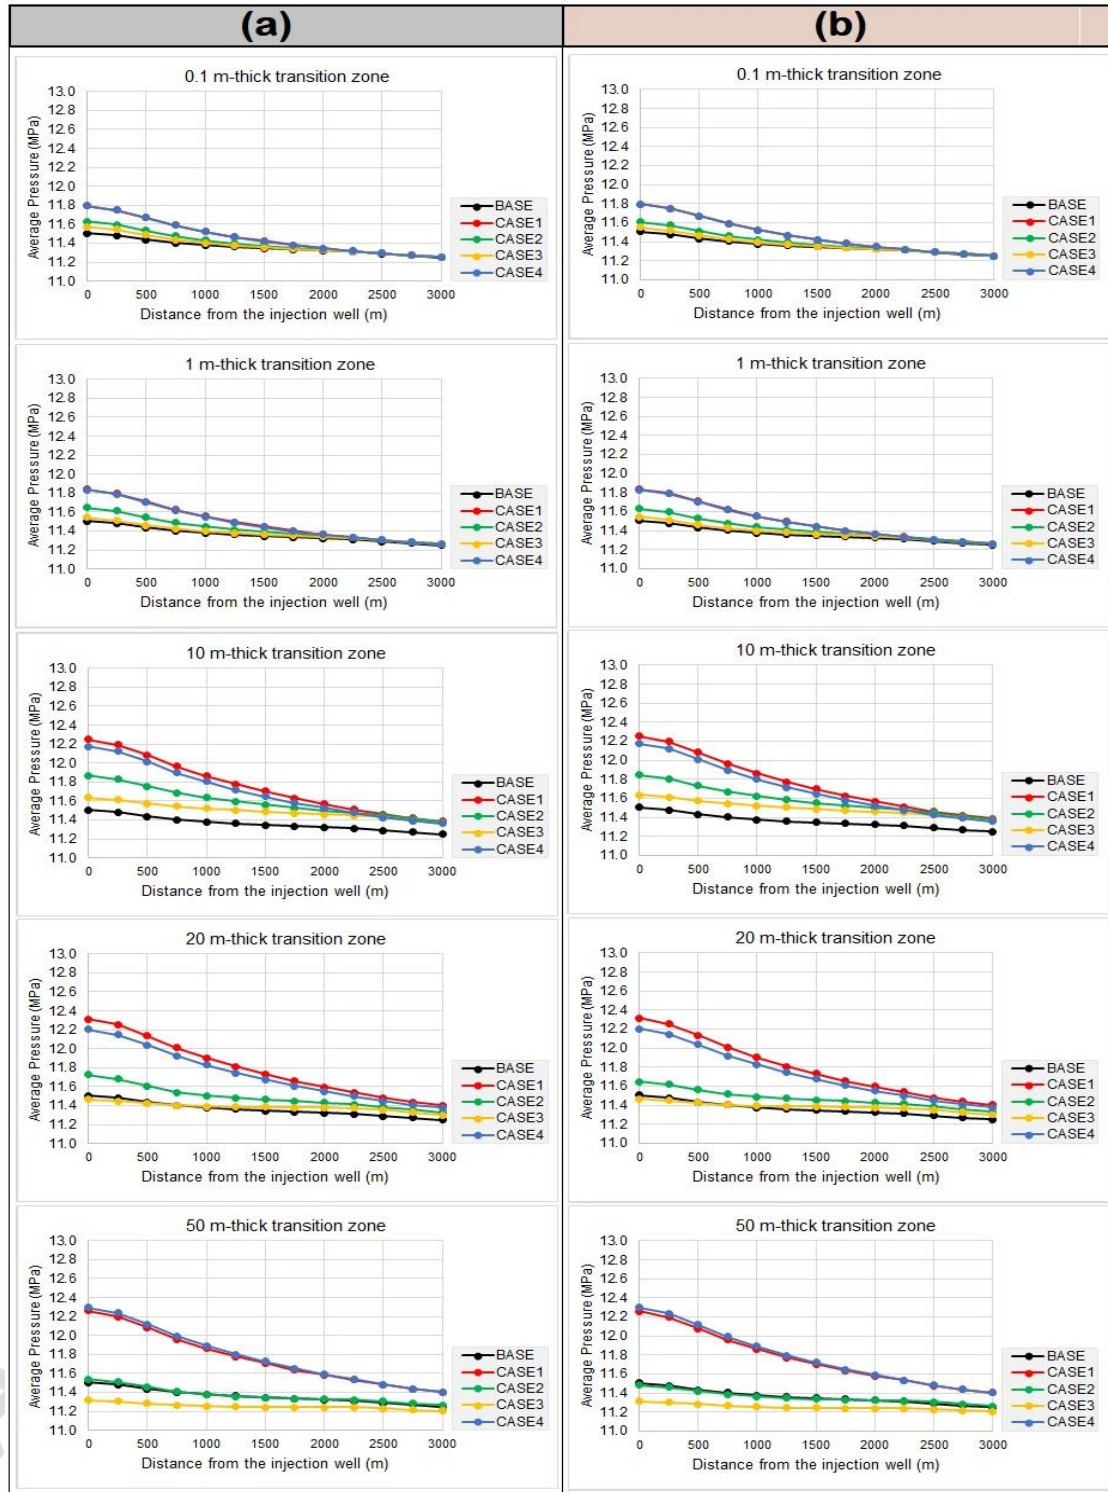 (a)
(b)
0.1 m-thick transition zone
Average Pressure (MPa)
13.0
12.8
12.6
12.4
12.2
12.0
11.8
11.6
11.4
11.2
11.0
0 500 1000 1500 2000 2500 3000
Distance from the injection well (m)
BASE
CASE1
CASE2
CASE3
CASE4
0.1 m-thick transition zone
Average Pressure (MPa)
13.0
12.8
12.6
12.4
12.2
12.0
11.8
11.6
11.4
11.2
11.0
0 500 1000 1500 2000 2500 3000
Distance from the injection well (m)
BASE
CASE1
CASE2
CASE3
CASE4
1 m-thick transition zone
Average Pressure (MPa)
13.0
12.8
12.6
12.4
12.2
12.0
11.8
11.6
11.4
11.2
11.0
0 500 1000 1500 2000 2500 3000
Distance from the injection well (m)
BASE
CASE1
CASE2
CASE3
CASE4
1 m-thick transition zone
Average Pressure (MPa)
13.0
12.8
12.6
12.4
12.2
12.0
11.8
11.6
11.4
11.2
11.0
0 500 1000 1500 2000 2500 3000
Distance from the injection well (m)
BASE
CASE1
CASE2
CASE3
CASE4
10 m-thick transition zone
Average Pressure (MPa)
13.0
12.8
12.6
12.4
12.2
12.0
11.8
11.6
11.4
11.2
11.0
0 500 1000 1500 2000 2500 3000
Distance from the injection well (m)
BASE
CASE1
CASE2
CASE3
CASE4
10 m-thick transition zone
Average Pressure (MPa)
13.0
12.8
12.6
12.4
12.2
12.0
11.8
11.6
11.4
11.2
11.0
0 500 1000 1500 2000 2500 3000
Distance from the injection well (m)
BASE
CASE1
CASE2
CASE3
CASE4
20 m-thick transition zone
Average Pressure (MPa)
13.0
12.8
12.6
12.4
12.2
12.0
11.8
11.6
11.4
11.2
11.0
0 500 1000 1500 2000 2500 3000
Distance from the injection well (m)
BASE
CASE1
CASE2
CASE3
CASE4
20 m-thick transition zone
Average Pressure (MPa)
13.0
12.8
12.6
12.4
12.2
12.0
11.8
11.6
11.4
11.2
11.0
0 500 1000 1500 2000 2500 3000
Distance from the injection well (m)
BASE
CASE1
CASE2
CASE3
CASE4
50 m-thick transition zone
Average Pressure (MPa)
13.0
12.8
12.6
12.4
12.2
12.0
11.8
11.6
11.4
11.2
11.0
0 500 1000 1500 2000 2500 3000
Distance from the injection well (m)
BASE
CASE1
CASE2
CASE3
CASE4
50 m-thick transition zone
Average Pressure (MPa)
13.0
12.8
12.6
12.4
12.2
12.0
11.8
11.6
11.4
11.2
11.0
0 500 1000 1500 2000 2500 3000
Distance from the injection well (m)
BASE
CASE1
CASE2
CASE3
CASE4